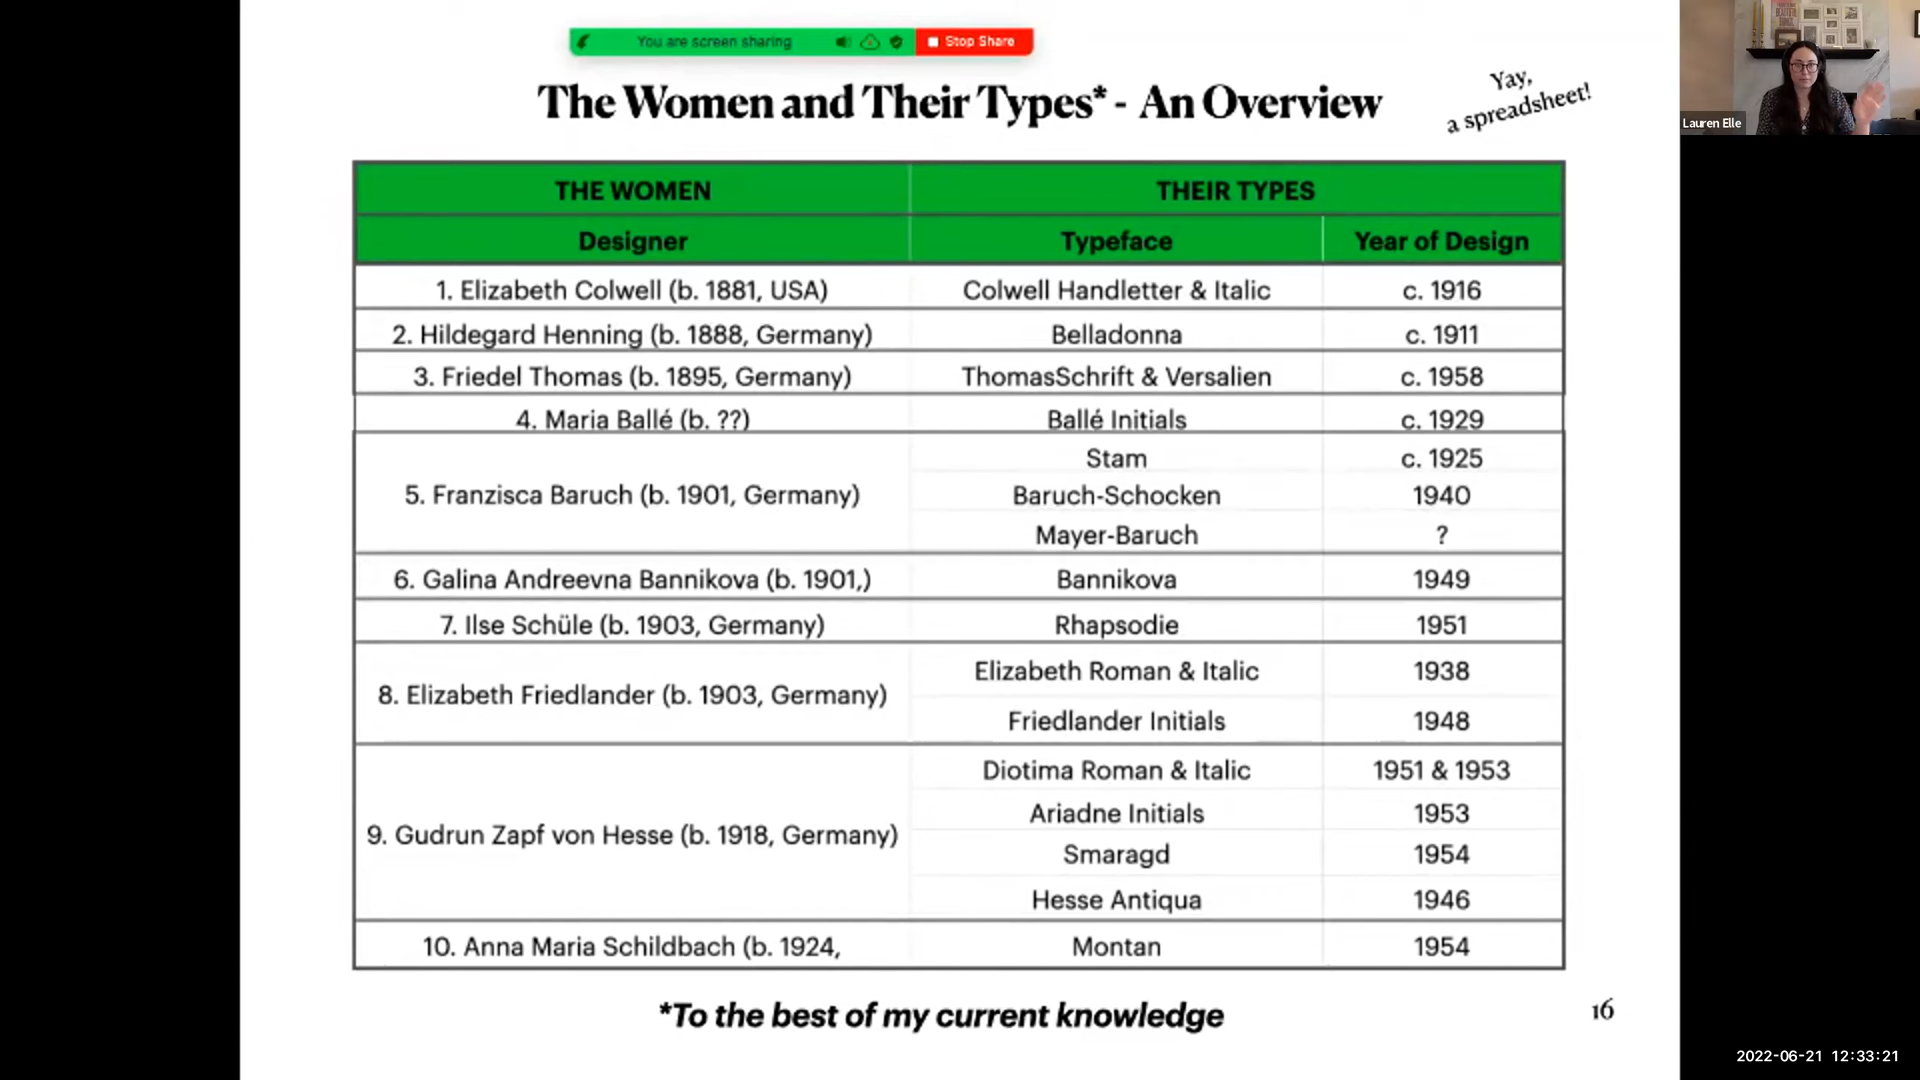 You are screen sharing
Stop Share
The Women and Their Types* - An Overview
Yay,
a spreadsheet!
Lauren Elle
THE WOMEN THEIR TYPES
Designer Typeface Year of Design
1. Elizabeth Colwell (b. 1881, USA) Colwell Handletter & Italic c. 1916
2. Hildegard Henning (b. 1888, Germany) Belladonna c. 1911
3. Friedel Thomas (b. 1895, Germany) ThomasSchrift & Versalien c. 1958
4. Maria Ballé (b. ??) Ballé Initials c. 1929
5. Franzisca Baruch (b. 1901, Germany) Stam c. 1925
Baruch-Schocken 1940
Mayer-Baruch ?
6. Galina Andreevna Bannikova (b. 1901,) Bannikova 1949
7. Ilse Schüle (b. 1903, Germany) Rhapsodie 1951
8. Elizabeth Friedlander (b. 1903, Germany) Elizabeth Roman & Italic 1938
Friedlander Initials 1948
9. Gudrun Zapf von Hesse (b. 1918, Germany) Diotima Roman & Italic 1951 & 1953
Ariadne Initials 1953
Smaragd 1954
Hesse Antiqua 1946
10. Anna Maria Schildbach (b. 1924, Montan 1954
*To the best of my current knowledge
16
2022-06-21 12:33:21